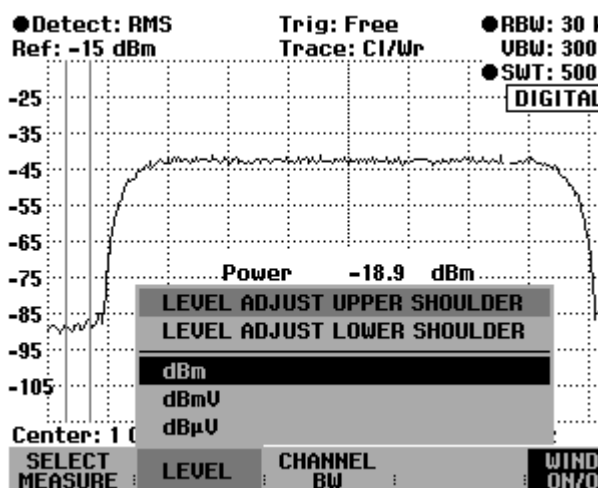 ●Detect: RMS Trig: Free ●RBW: 30
Ref: -15 dBm Trace: Cl/Wr VBW: 300
●SWT: 500
DIGITAL
-25
-35
-45
-55
-65
-75
Power -18.9 dBm
-85
-95
-105
LEVEL ADJUST UPPER SHOULDER
LEVEL ADJUST LOWER SHOULDER
dBm
dBmV
dBµV
Center: 1
SELECT MEASURE
LEVEL
CHANNEL BW
WIND
ON/O